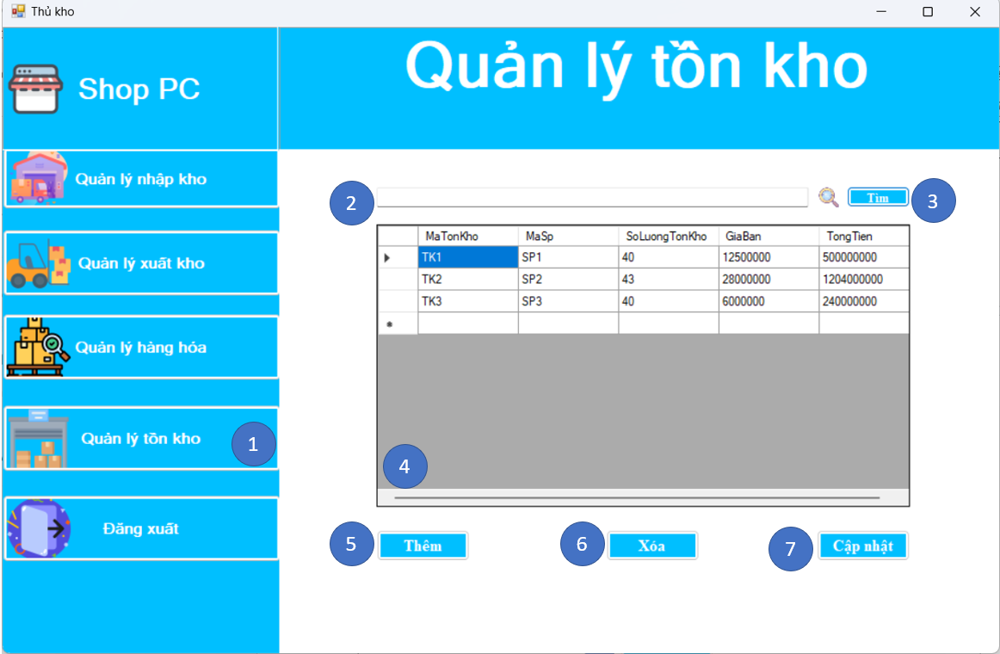 Thủ kho
Shop PC
Quản lý tồn kho
Quản lý nhập kho
Quản lý xuất kho
Quản lý hàng hóa
Quản lý tồn kho 1
Đăng xuất
2 Tìm 3
MaTonKho MaSp SoLuongTonKho GiaBan TongTien
TK1 SP1 40 12500000 500000000
TK2 SP2 43 28000000 1204000000
TK3 SP3 40 6000000 240000000
4
5 Thêm 6 Xóa 7 Cập nhật